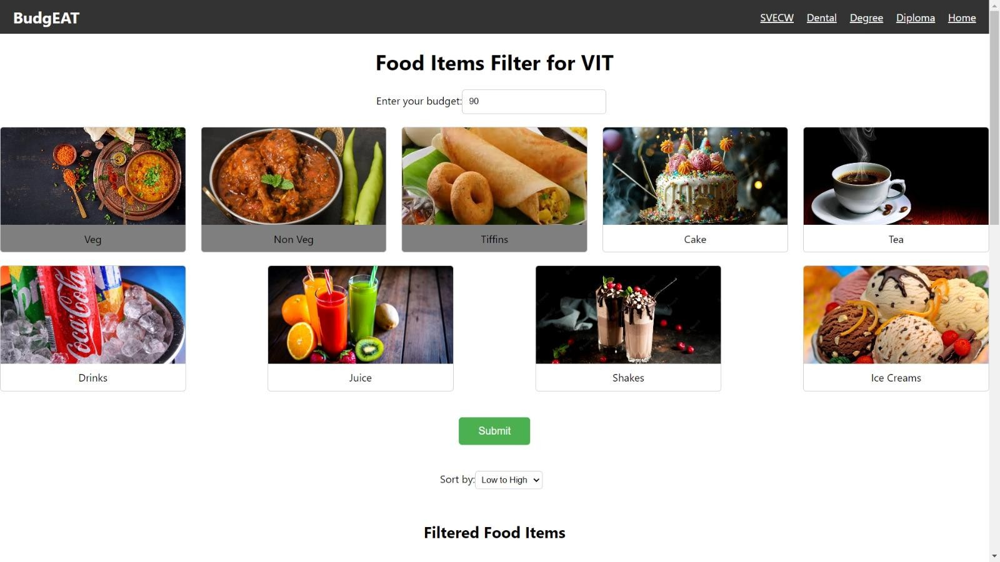 BudgEAT
SVECW Dental Degree Diploma Home
Food Items Filter for VIT
Enter your budget: 90
Veg
Non Veg
Tiffins
Cake
Tea
Coca-Cola
Drinks
Juice
Shakes
Ice Creams
Submit
Sort by: Low to High
Filtered Food Items